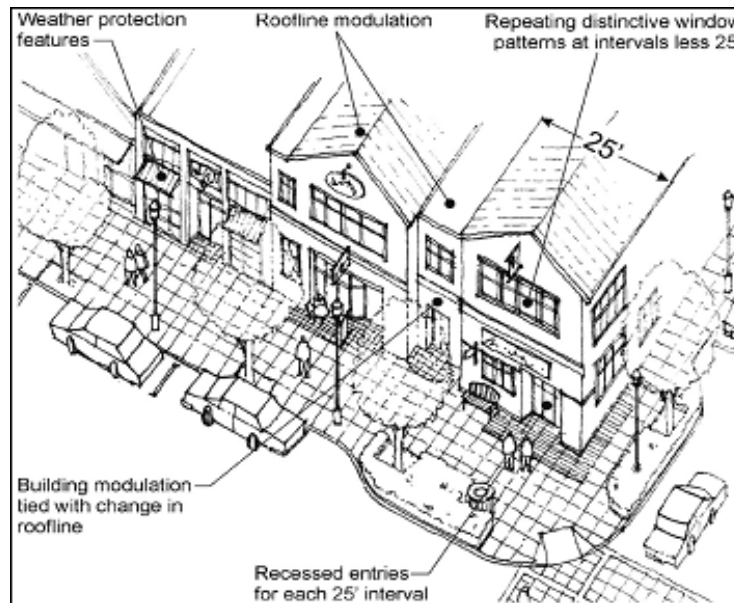 Weather protection
features
Roofline modulation
Repeating distinctive window
patterns at intervals less 25
25'
Building modulation
tied with change in
roofline
Recessed entries
for each 25' interval